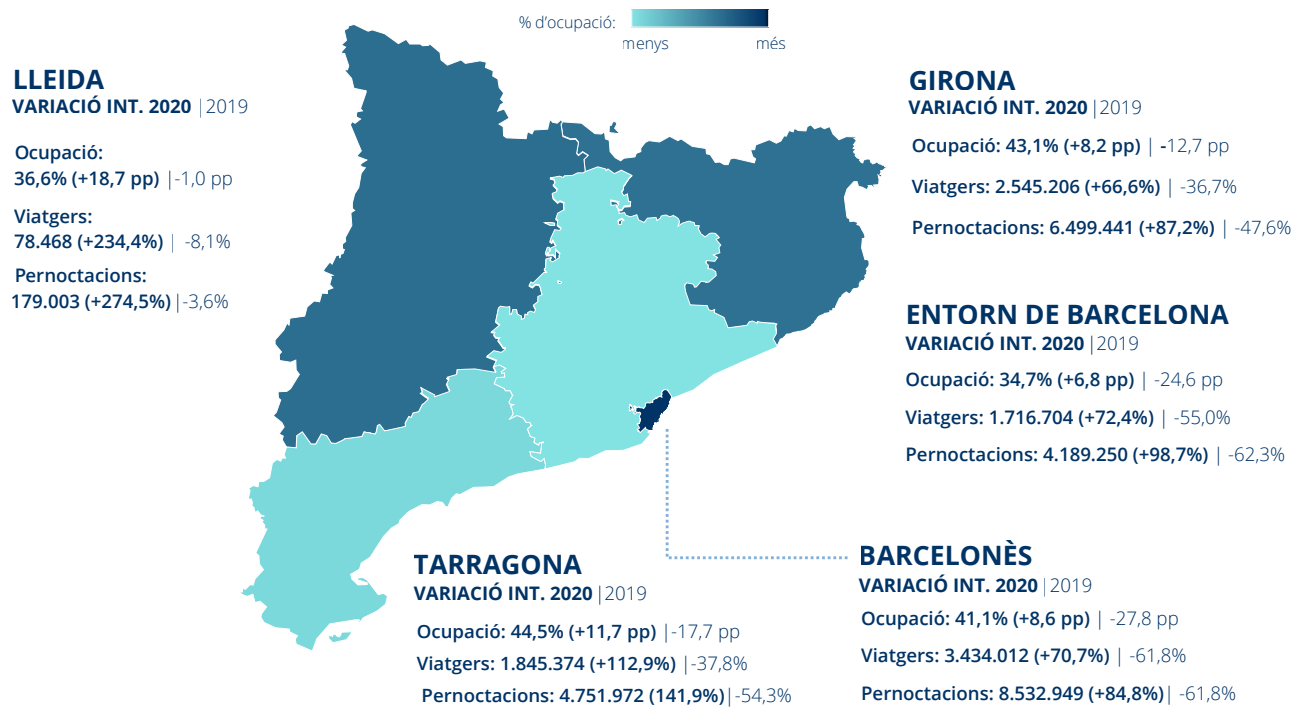 % d'ocupació:
menys més
LLEIDA
VARIACIÓ INT. 2020 |2019
Ocupació:
36,6% (+18,7 pp) |-1,0 pp
Viatgers:
78.468 (+234,4%) | -8,1%
Pernoctacions:
179.003 (+274,5%)|-3,6%
GIRONA
VARIACIÓ INT. 2020 |2019
Ocupació: 43,1% (+8,2 pp) | -12,7 pp
Viatgers: 2.545.206 (+66,6%) | -36,7%
Pernoctacions: 6.499.441 (+87,2%) | -47,6%
ENTORN DE BARCELONA
VARIACIÓ INT. 2020 |2019
Ocupació: 34,7% (+6,8 pp) | -24,6 pp
Viatgers: 1.716.704 (+72,4%) | -55,0%
Pernoctacions: 4.189.250 (+98,7%) | -62,3%
TARRAGONA
VARIACIÓ INT. 2020 |2019
Ocupació: 44,5% (+11,7 pp) |-17,7 pp
Viatgers: 1.845.374 (+112,9%) |-37,8%
Pernoctacions: 4.751.972 (141,9%)|-54,3%
BARCELONÈS
VARIACIÓ INT. 2020 |2019
Ocupació: 41,1% (+8,6 pp) | -27,8 pp
Viatgers: 3.434.012 (+70,7%) | -61,8%
Pernoctacions: 8.532.949 (+84,8%)| -61,8%